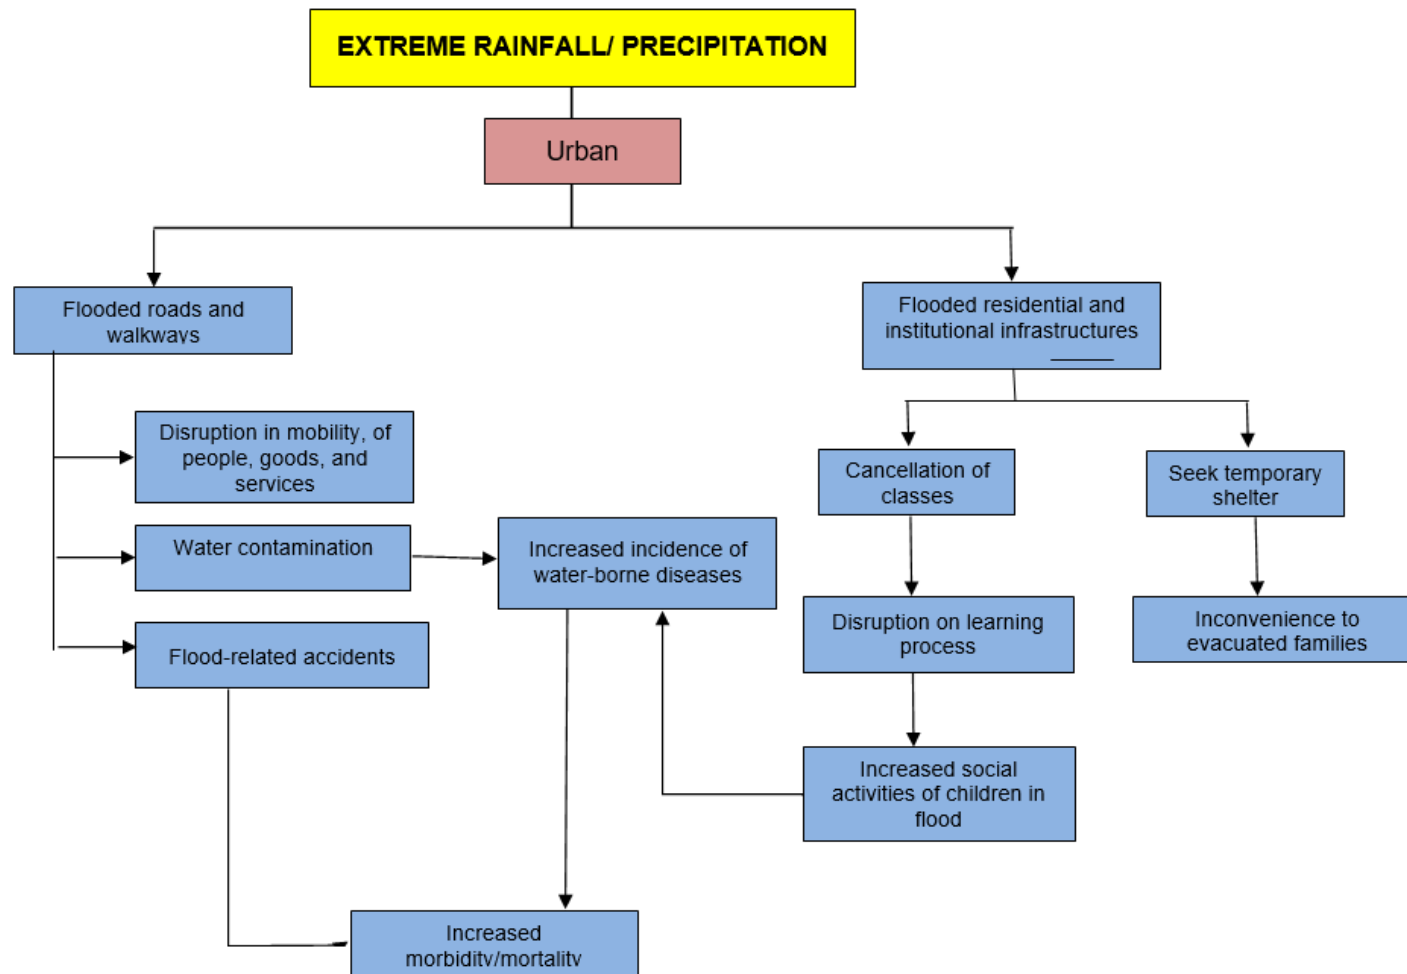 EXTREME RAINFALL/ PRECIPITATION
Urban
Flooded roads and
walkways
Flooded residential and
institutional infrastructures
Disruption in mobility, of
people, goods, and
services
Cancellation of
classes
Seek temporary
shelter
Water contamination
Increased incidence of
water-borne diseases
Disruption on learning
process
Inconvenience to
evacuated families
Flood-related accidents
Increased social
activities of children in
flood
Increased
morbidity/mortality